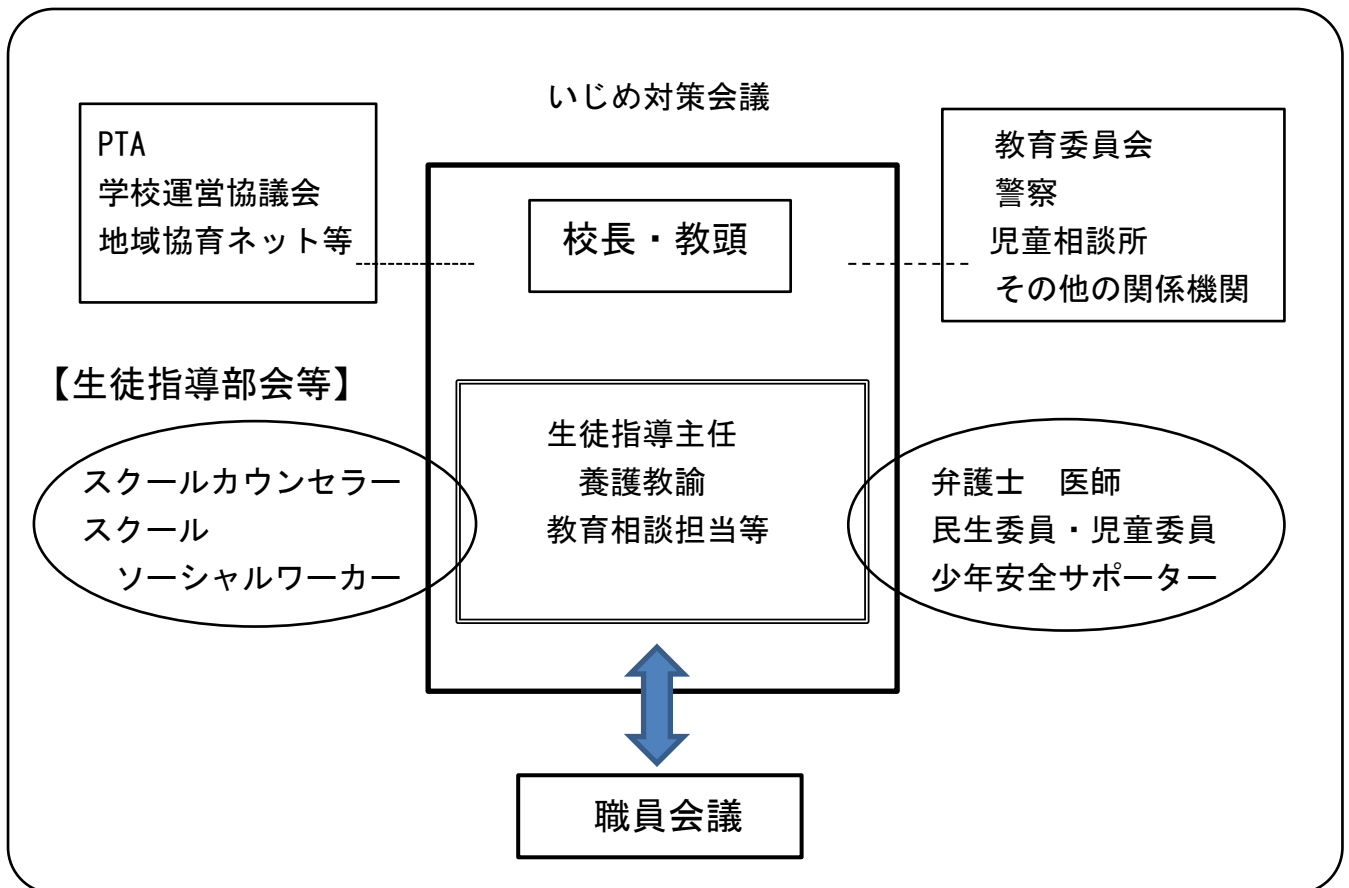 いじめ対策会議
PTA
学校運営協議会
地域協育ネット等
校長・教頭
教育委員会
警察
児童相談所
その他の関係機関
【生徒指導部会等】
スクールカウンセラー
スクール
ソーシャルワーカー
生徒指導主任
養護教諭
教育相談担当等
弁護士　医師
民生委員・児童委員
少年安全サポーター
職員会議